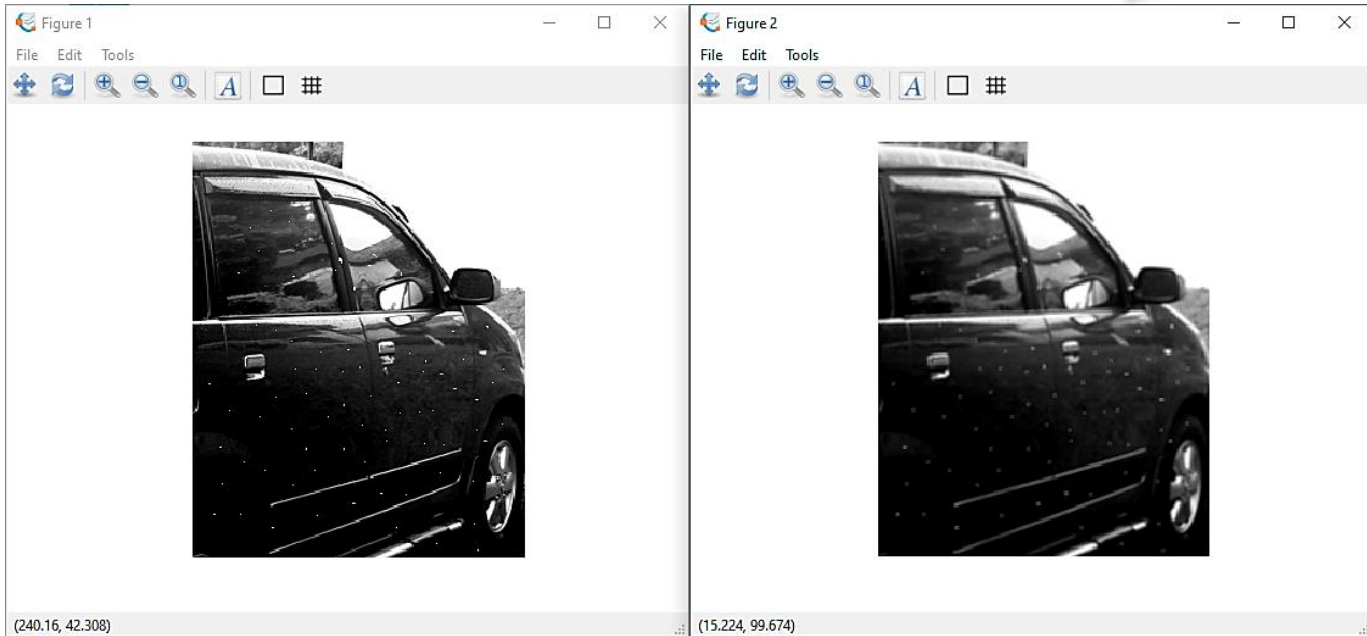 Figure 1
File Edit Tools
A
(240.16, 42.308)
Figure 2
File Edit Tools
A
(15.224, 99.674)